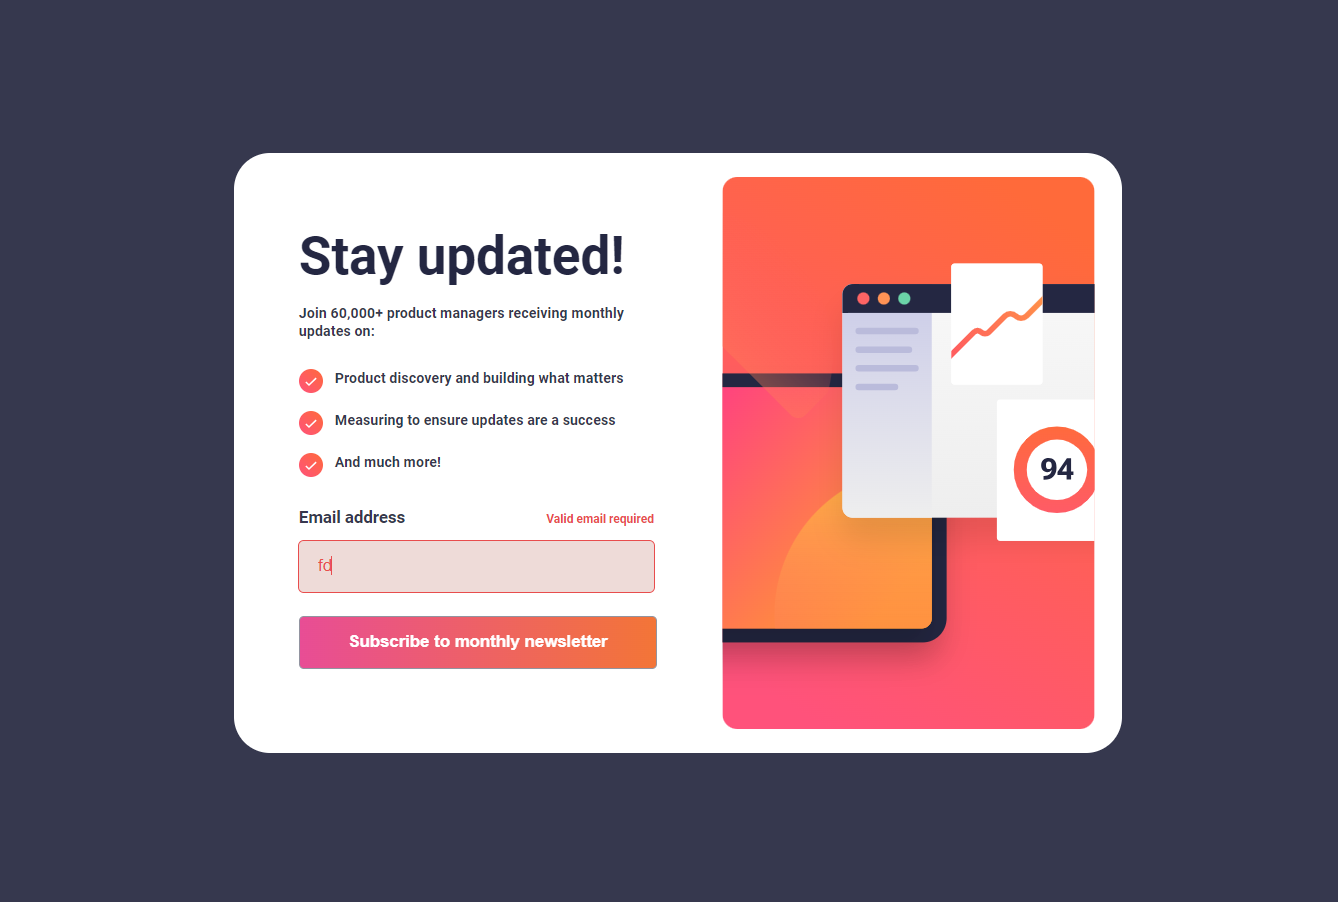 Stay updated!
Join 60,000+ product managers receiving monthly
updates on:
Product discovery and building what matters
Measuring to ensure updates are a success
And much more!
Email address
Valid email required
fd
Subscribe to monthly newsletter
94